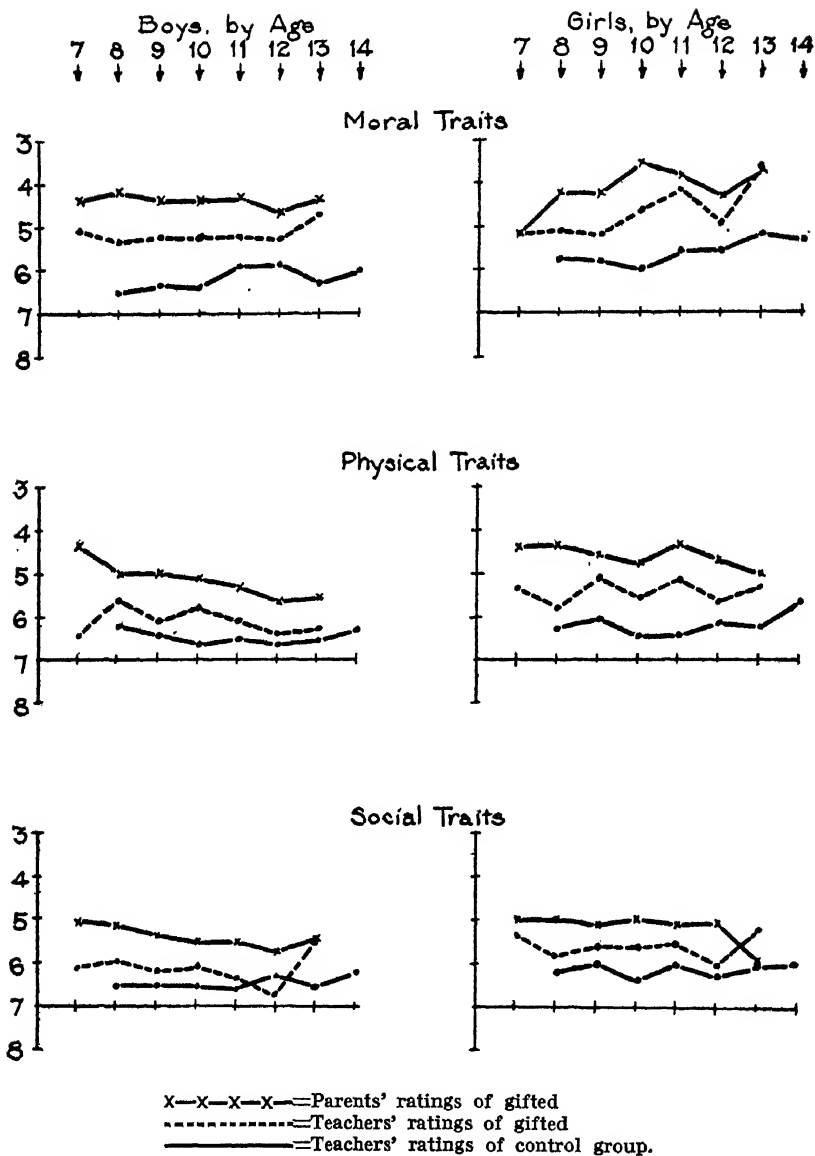 Boys, by Age
7 8 9 10 11 12 13 14
Girls, by Age
7 8 9 10 11 12 13 14
Moral Traits
3
4
5
6
7
8
Physical Traits
3
4
5
6
7
8
Social Traits
3
4
5
6
7
8
x—x—x—x—=Parents' ratings of gifted
----------=Teachers' ratings of gifted
—————=Teachers' ratings of control group.